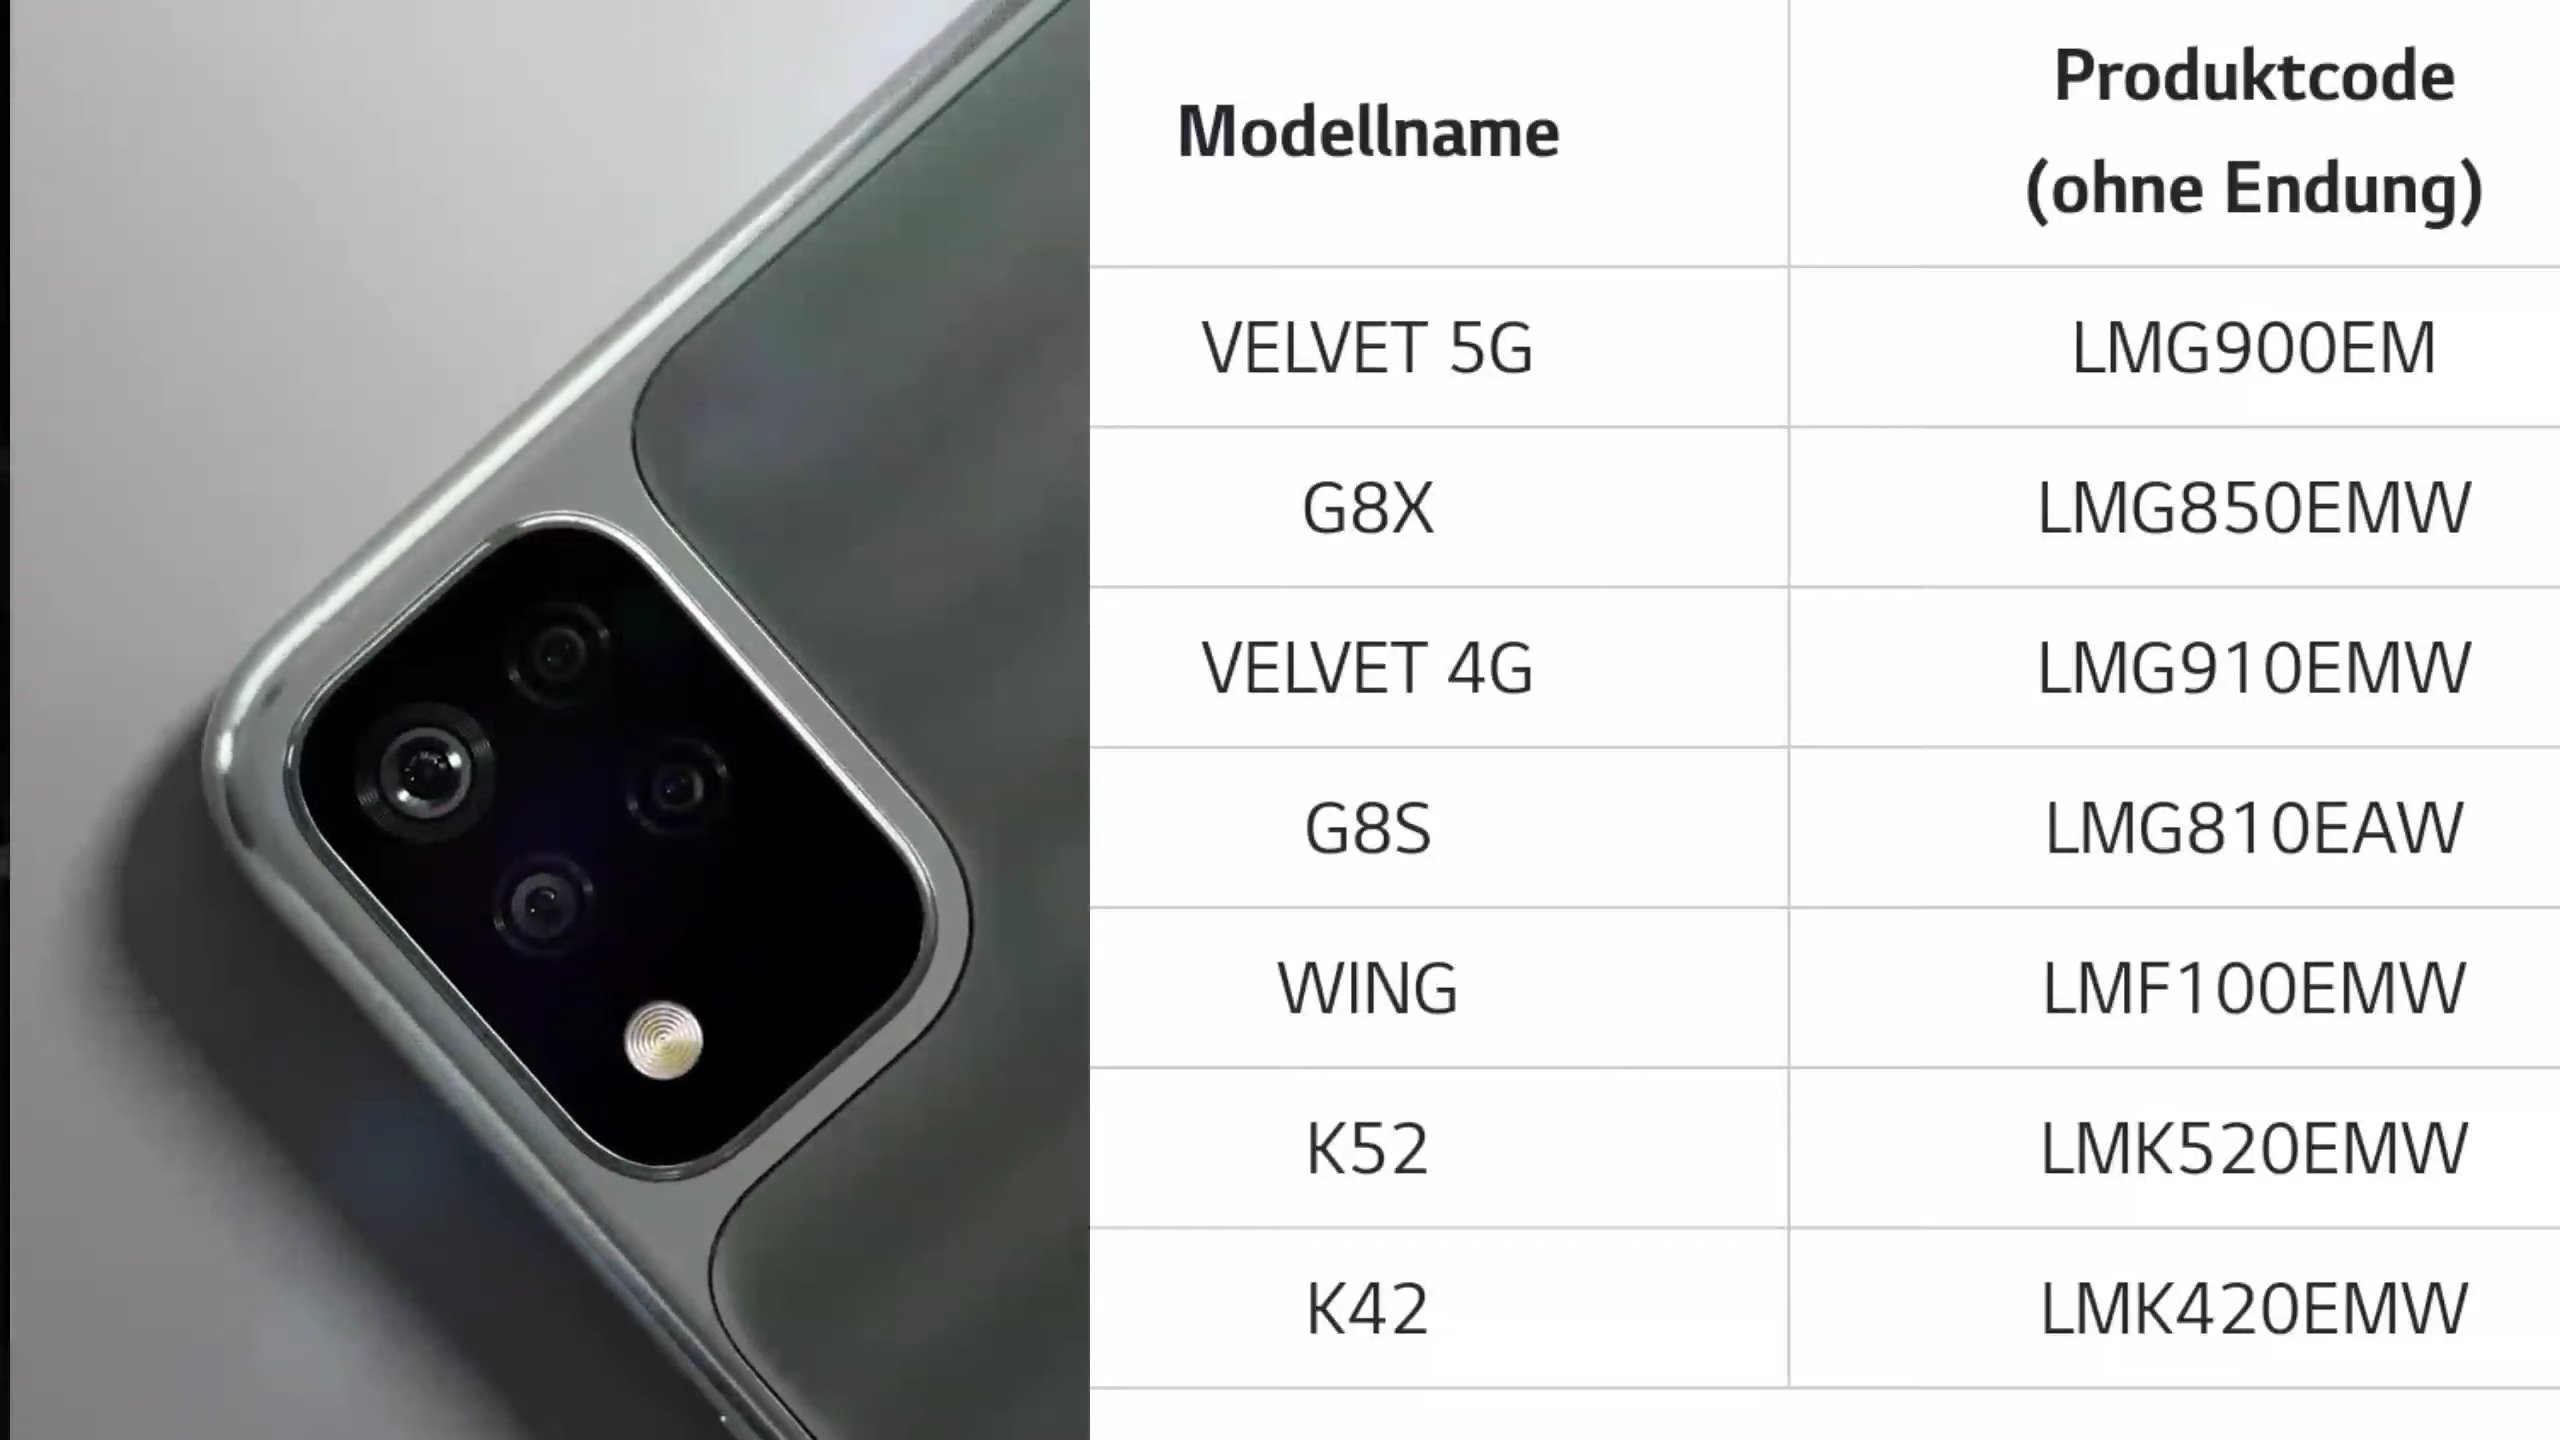 Modellname
Produktcode
(ohne Endung)
VELVET 5G
LMG900EM
G8X
LMG850EMW
VELVET 4G
LMG910EMW
G8S
LMG810EAW
WING
LMF100EMW
K52
LMK520EMW
K42
LMK420EMW